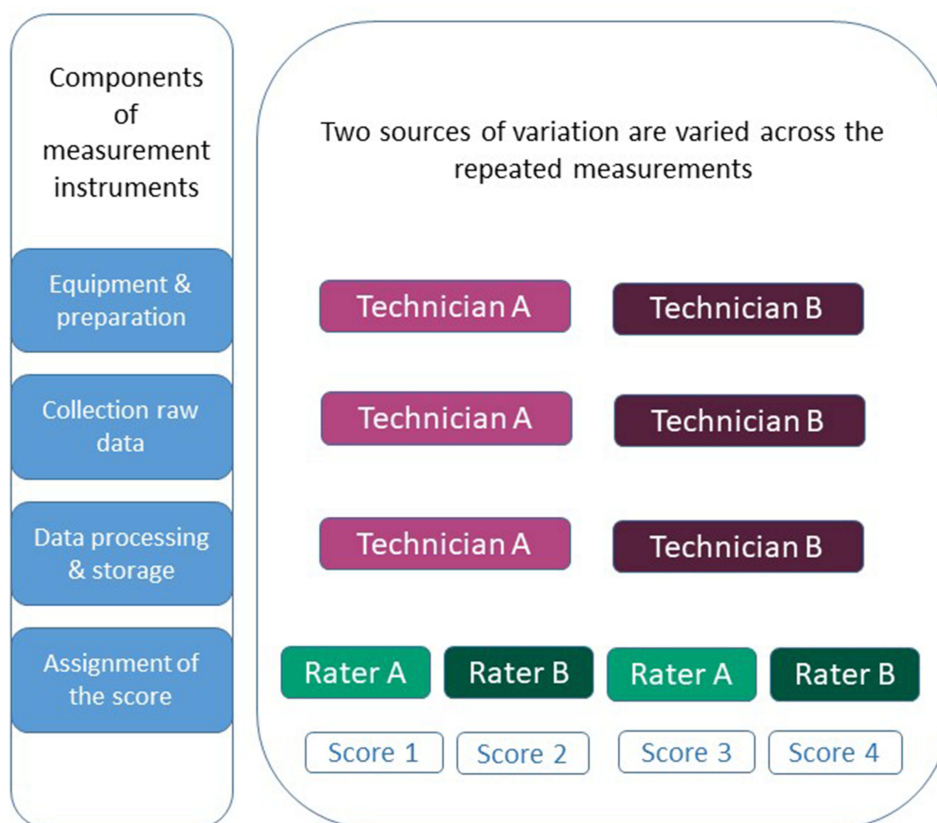 Components
of
measurement
instruments
Two sources of variation are varied across the
repeated measurements
Equipment &
preparation
Technician A
Technician B
Collection raw
data
Technician A
Technician B
Data processing
& storage
Technician A
Technician B
Assignment of
the score
Rater A
Rater B
Rater A
Rater B
Score 1
Score 2
Score 3
Score 4